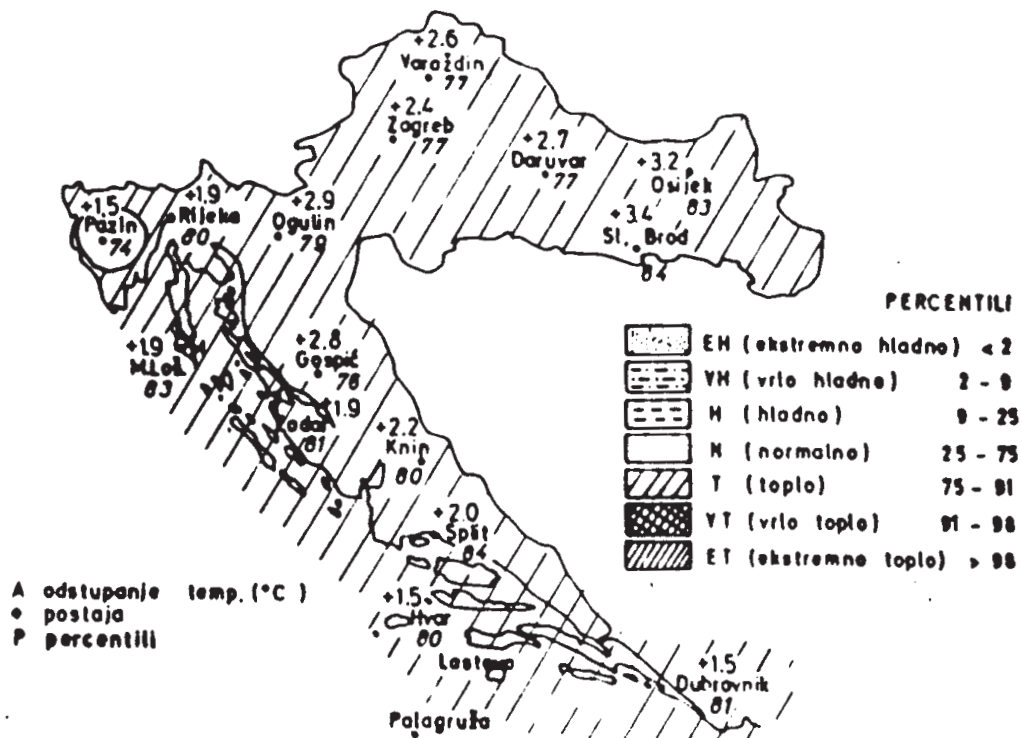 +2.6
Varaždin
77
+2.4
Zagreb
77
+2.7
Daruvar
77
+3.2
Osijek
83
+3.4
Sl. Brod
84
+1.5
Pazin
74
+1.9
Rijeka
80
+2.9
Ogulin
79
+1.9
M.Loš.
83
+2.8
Gospić
76
+1.9
adar
81
+2.2
Knin
80
+2.0
Split
84
+1.5
Hvar
80
Lastovo
Palagruža
+1.5
Dubrovnik
81
PERCENTILI
EH (ekstremno hladno) < 2
VH (vrlo hladno) 2 - 9
H (hladno) 9 - 25
N (normalno) 25 - 75
T (toplo) 75 - 91
VT (vrlo toplo) 91 - 98
ET (ekstremno toplo) > 98
A odstupanje temp. (°C)
• postaja
P percentili